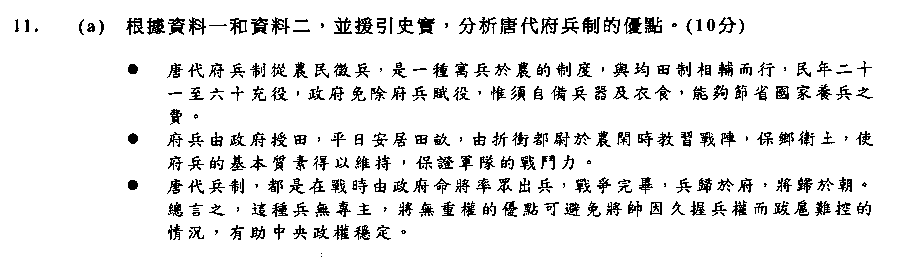 11. (a) 根據資料一和資料二，並援引史實，分析唐代府兵制的優點。(10分)
● 唐代府兵制從農民徵兵，是一種寓兵於農的制度，與均田制相輔而行，民年二十
一至六十充役，政府免除府兵賦役，惟須自備兵器及衣食，能夠節省國家養兵之
費。
● 府兵由政府授田，平日安居田畝，由折衝都尉於農閑時教習戰陣，保鄉衛土，使
府兵的基本質素得以維持，保證軍隊的戰鬥力。
● 唐代兵制，都是在戰時由政府命將率眾出兵，戰爭完畢，兵歸於府，將歸於朝。
總言之，這種兵無專主，將無重權的優點可避免將帥因久握兵權而跋扈難控的
情況，有助中央政權穩定。